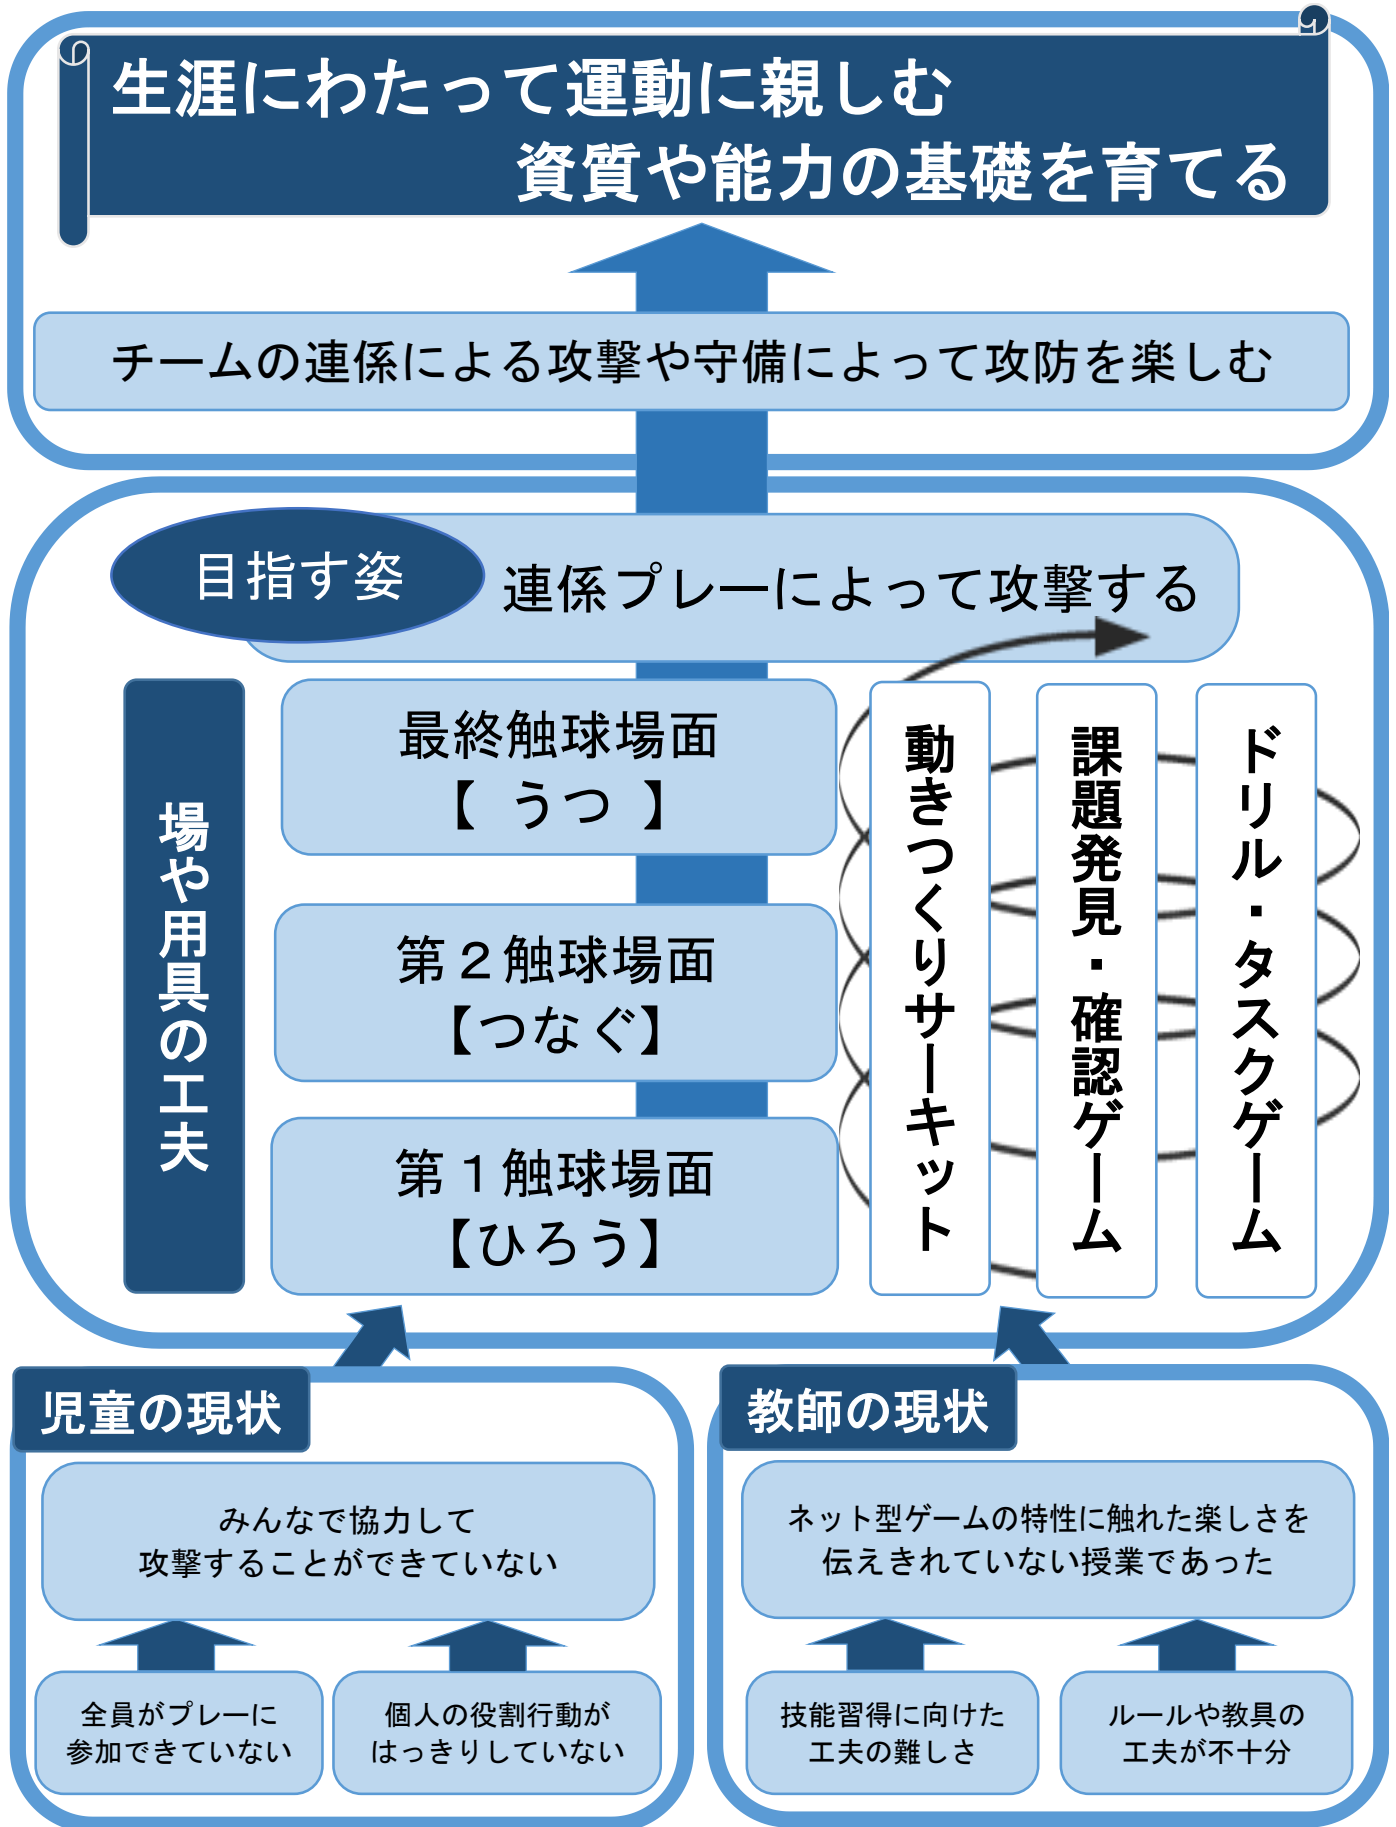 生涯にわたって運動に親しむ
資質や能力の基礎を育てる
チームの連係による攻撃や守備によって攻防を楽しむ
目指す姿
連係プレーによって攻撃する
場や用具の工夫
最終触球場面
【 うつ 】
第２触球場面
【つなぐ】
第１触球場面
【ひろう】
動きつくりサーキット
課題発見・確認ゲーム
ドリル・タスクゲーム
児童の現状
みんなで協力して
攻撃することができていない
全員がプレーに
参加できていない
個人の役割行動が
はっきりしていない
教師の現状
ネット型ゲームの特性に触れた楽しさを
伝えきれていない授業であった
技能習得に向けた
工夫の難しさ
ルールや教具の
工夫が不十分